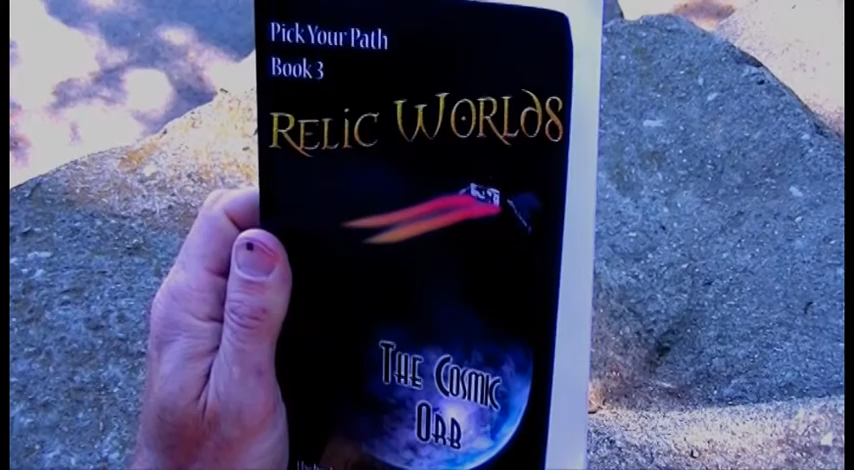 Pick Your Path
Book 3
RELIC WORLDS
THE COSMIC
ORB